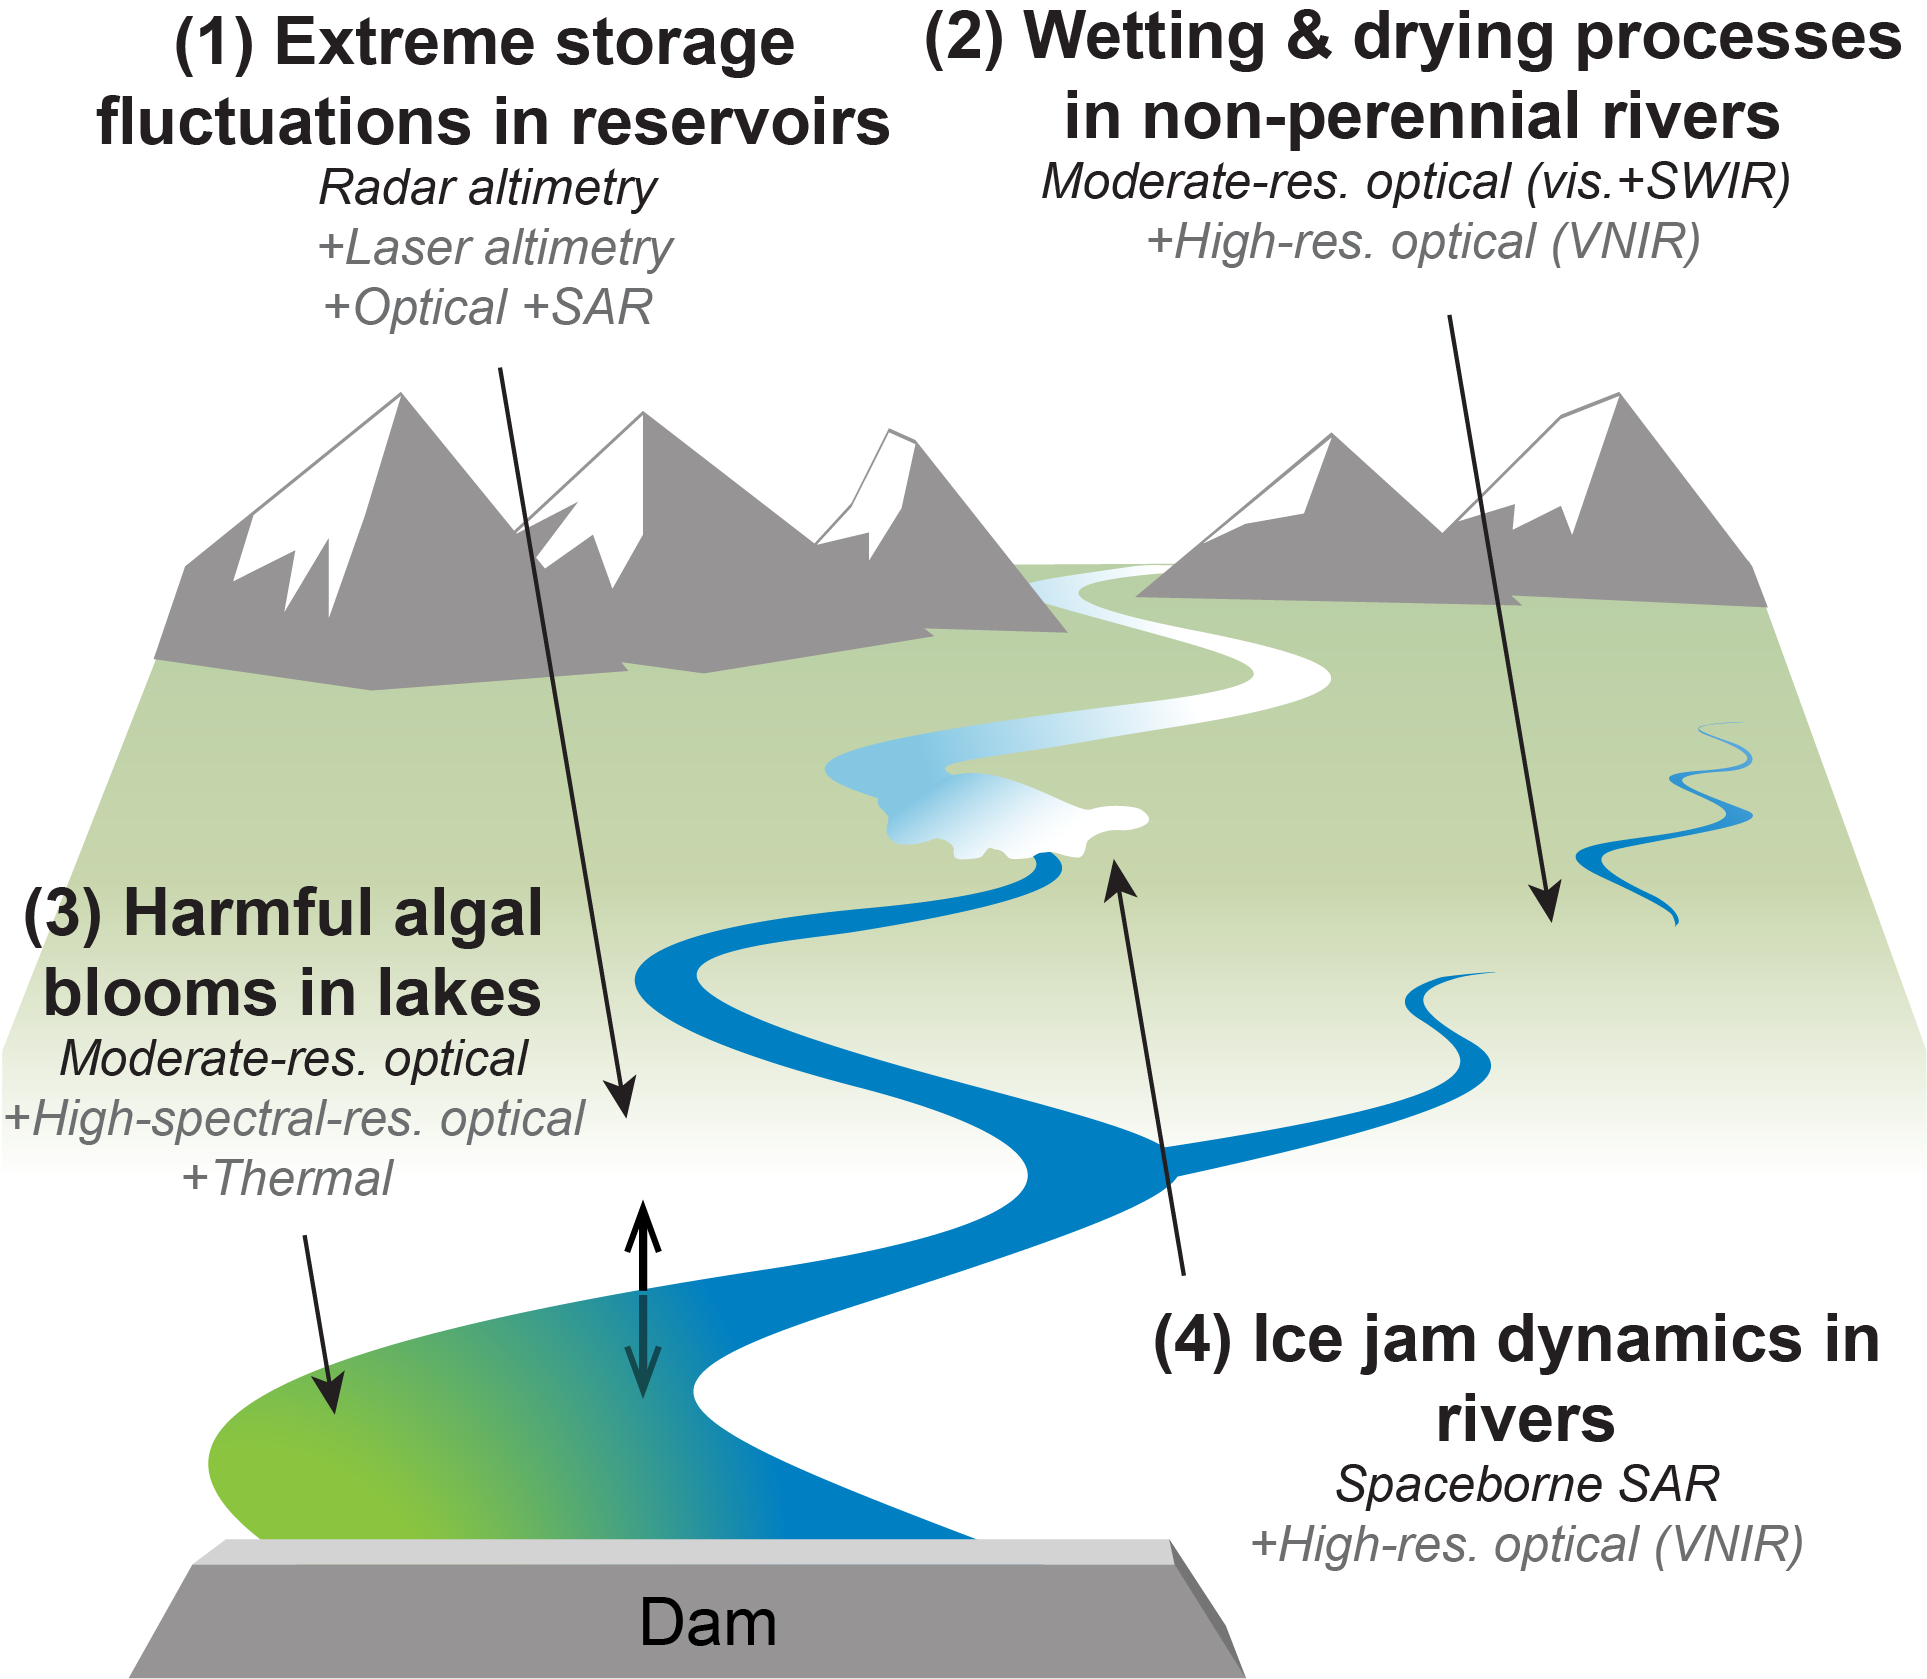 (1) Extreme storage
fluctuations in reservoirs
Radar altimetry
+Laser altimetry
+Optical +SAR
(2) Wetting & drying processes
in non-perennial rivers
Moderate-res. optical (vis.+SWIR)
+High-res. optical (VNIR)
(3) Harmful algal
blooms in lakes
Moderate-res. optical
+High-spectral-res. optical
+Thermal
(4) Ice jam dynamics in
rivers
Spaceborne SAR
+High-res. optical (VNIR)
Dam